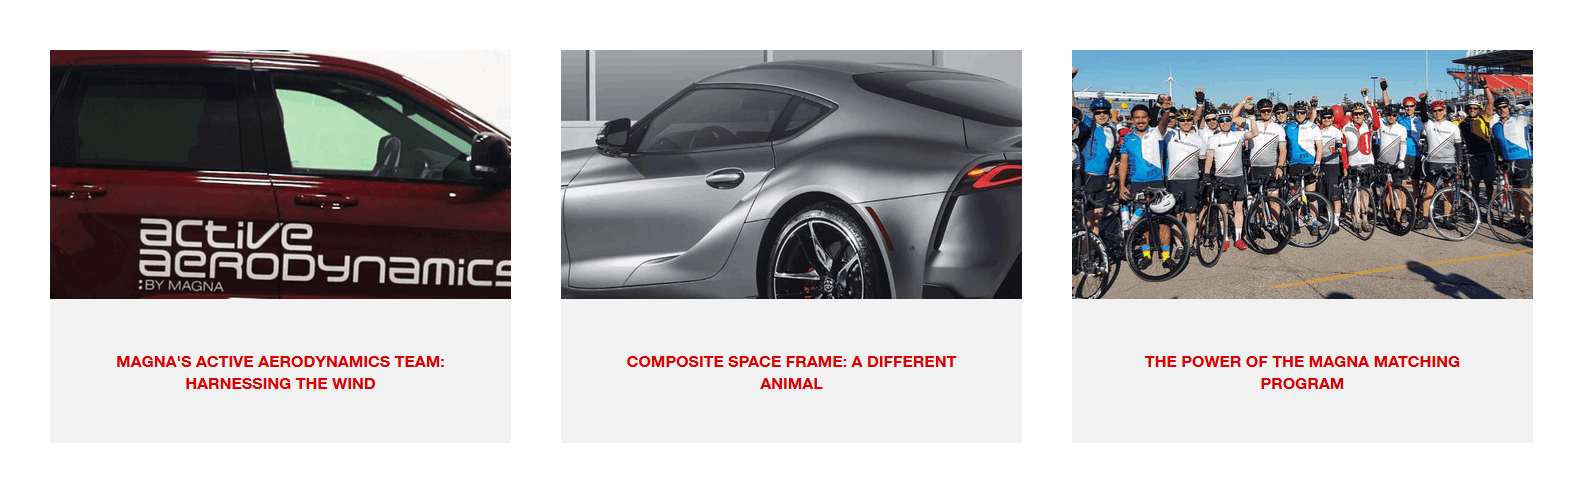 active
aerodynamics
:BY MAGNA
MAGNA'S ACTIVE AERODYNAMICS TEAM:
HARNESSING THE WIND
COMPOSITE SPACE FRAME: A DIFFERENT
ANIMAL
THE POWER OF THE MAGNA MATCHING
PROGRAM